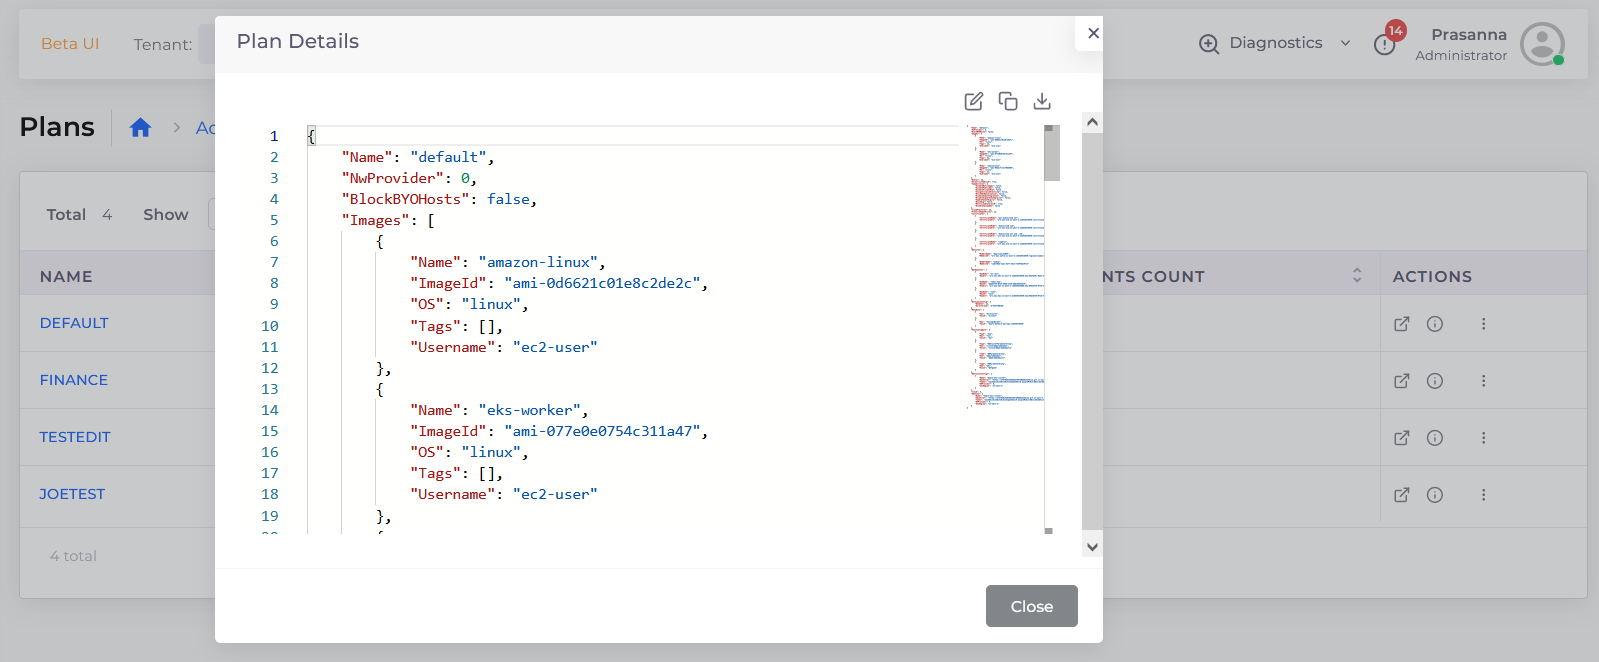 Beta UI
Tenant:
Plan Details
Diagnostics
14
Prasanna
Administrator
Plans
Total 4 Show
NAME
NTS COUNT
ACTIONS
DEFAULT
FINANCE
TESTEDIT
JOETEST
4 total
1 {
2 "Name": "default",
3 "NwProvider": 0,
4 "BlockBYOHosts": false,
5 "Images": [
6 {
7 "Name": "amazon-linux",
8 "ImageId": "ami-0d6621c01e8c2de2c",
9 "OS": "linux",
10 "Tags": [],
11 "Username": "ec2-user"
12 },
13 {
14 "Name": "eks-worker",
15 "ImageId": "ami-077e0e0754c311a47",
16 "OS": "linux",
17 "Tags": [],
18 "Username": "ec2-user"
19 },
Close